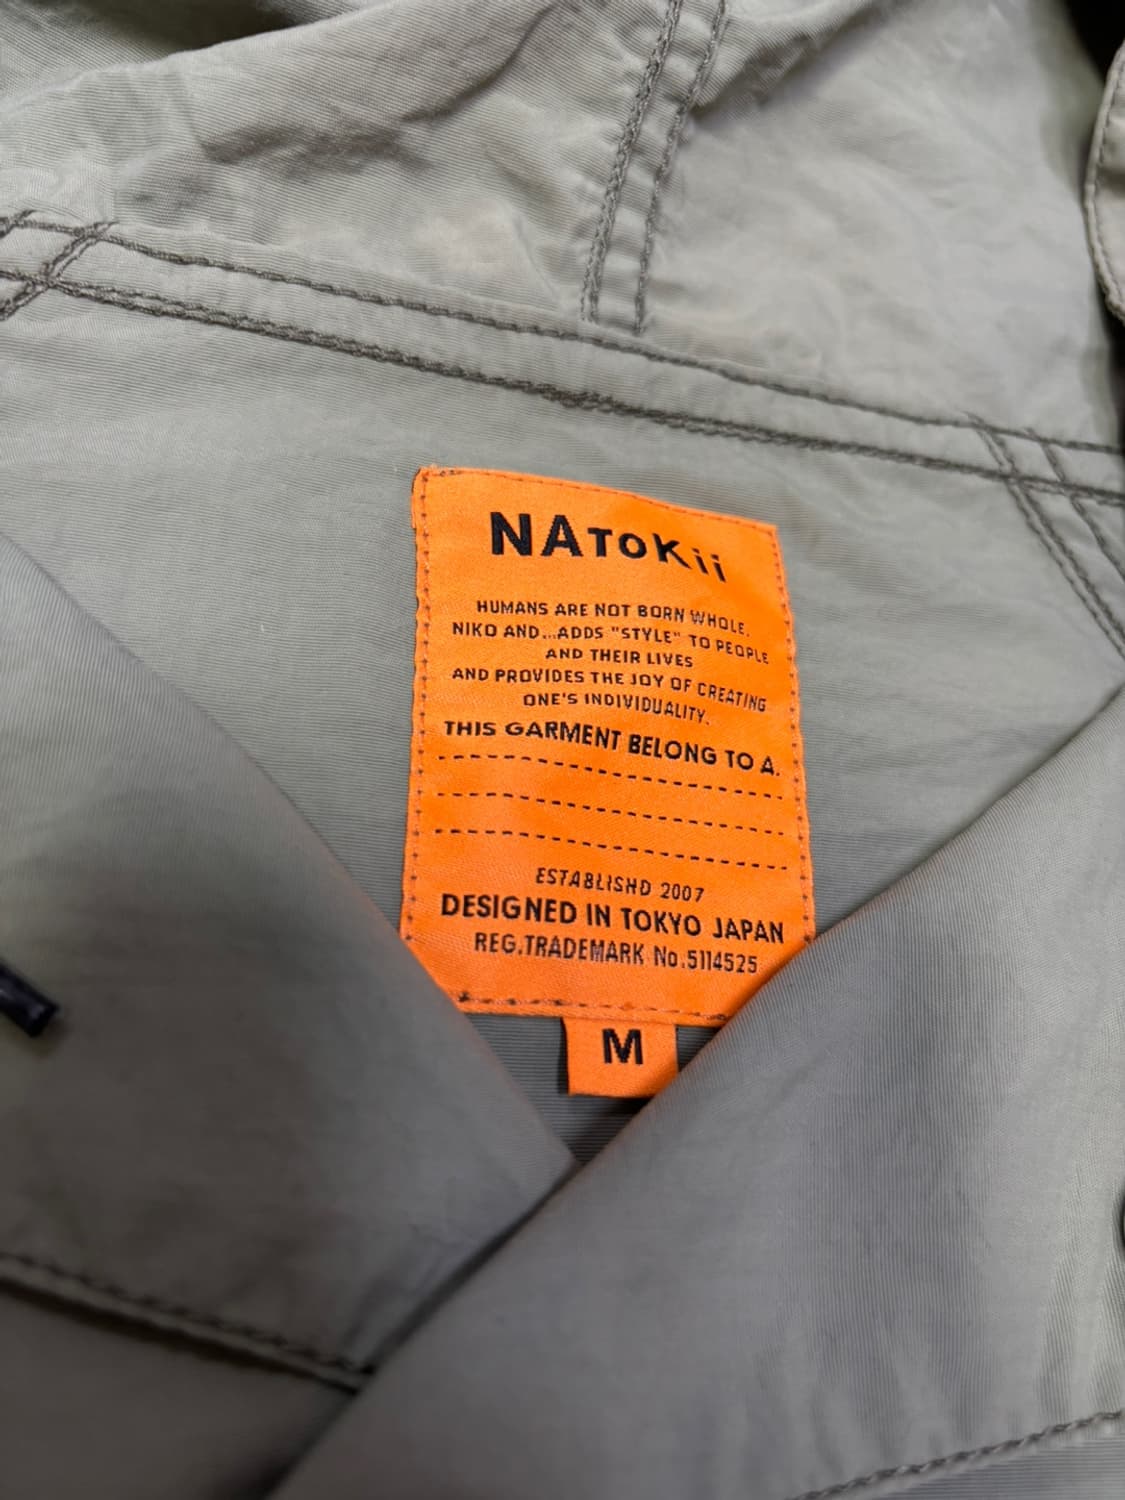 NATOKii
HUMANS ARE NOT BORN WHOLE.
NIKO AND...ADDS "STYLE" TO PEOPLE
AND THEIR LIVES
AND PROVIDES THE JOY OF CREATING
ONE'S INDIVIDUALITY.
THIS GARMENT BELONG TO A.
ESTABLISHD 2007
DESIGNED IN TOKYO JAPAN
REG.TRADEMARK No.5114525
M